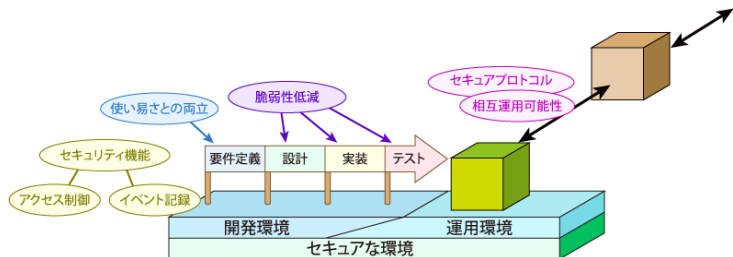 セキュアプロトコル
相互運用可能性
使い易さとの両立
脆弱性低減
セキュリティ機能
アクセス制御
イベント記録
要件定義
設計
実装
テスト
開発環境
運用環境
セキュアな環境